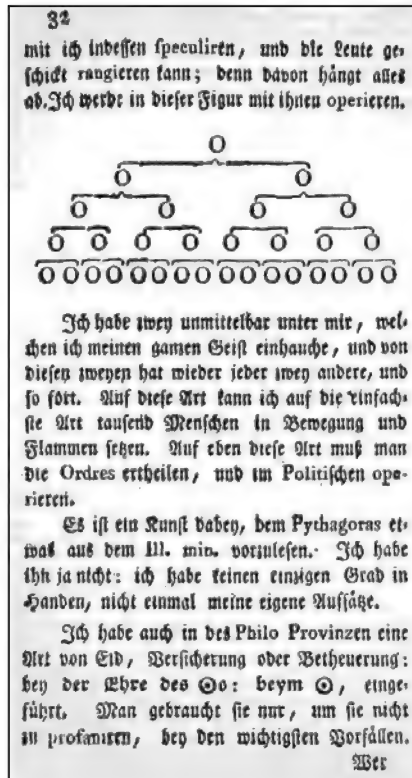 32
mit ich indessen speculiren, und die Leute ge-
schickt rangieren kann; denn davon hängt alles
ab. Ich werde in dieser Figur mit ihnen operieren.
O
O O
O O O O
O O O O O O O O
O O O O O O O O O O O O O O O O
Ich habe zwey unmittelbar unter mir, wel-
chen ich meinen ganzen Geist einhauche, und von
diesen zweyen hat wieder jeder zwey andere, und
so fort. Auf diese Art kann ich auf die einfach-
ste Art tausend Menschen in Bewegung und
Flammen setzen. Auf eben diese Art muß man
die Ordres ertheilen, und im Politischen ope-
rieren.
Es ist ein Kunst dabey, dem Pythagoras et-
was aus dem Ill. min. vorzulesen. Ich habe
ihn ja nicht: ich habe keinen einzigen Grad in
Handen, nicht einmal meine eigene Aufsätze.
Ich habe auch in des Philo Provinzen eine
Art von Eid, Versicherung oder Betheuerung:
bey der Ehre des ⊙o: beym ⊙, einge-
führt. Man gebraucht sie nur, um sie nicht
zu profaniren, bey den wichtigsten Vorfällen.
Wer